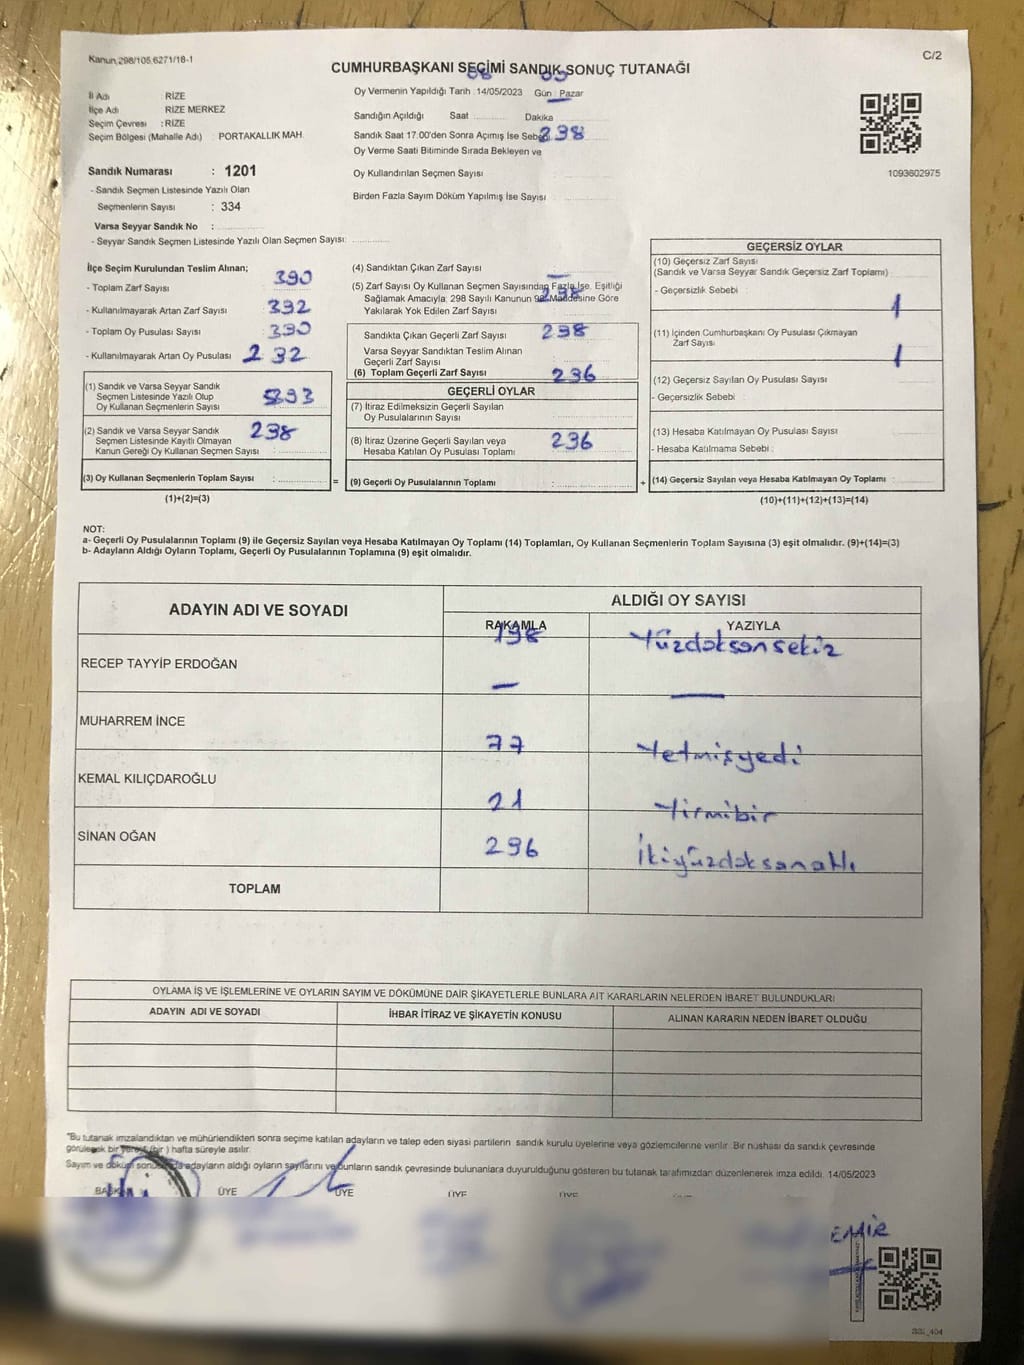 Kanun,298/105,6271/18-1
C/2
CUMHURBAŞKANI SEÇİMİ SANDIK SONUÇ TUTANAĞI
İl Adı RİZE
İlçe Adı RİZE MERKEZ
Seçim Çevresi : RİZE
Seçim Bölgesi (Mahalle Adı) : PORTAKALLIK MAH.
Oy Vermenin Yapıldığı Tarih :14/05/2023 Gün : Pazar
Sandığın Açıldığı Saat Dakika
Sandık Saat 17:00'den Sonra Açılmış İse Sebebi 238
Oy Verme Saati Bitiminde Sırada Bekleyen ve
Oy Kullandırılan Seçmen Sayısı :
Birden Fazla Sayım Döküm Yapılmış İse Sayısı :
1093602975
Sandık Numarası : 1201
- Sandık Seçmen Listesinde Yazılı Olan
Seçmenlerin Sayısı : 334
Varsa Seyyar Sandık No :
- Seyyar Sandık Seçmen Listesinde Yazılı Olan Seçmen Sayısı:
İlçe Seçim Kurulundan Teslim Alınan;
- Toplam Zarf Sayısı : 390
- Kullanılmayarak Artan Zarf Sayısı : 392
- Toplam Oy Pusulası Sayısı : 390
- Kullanılmayarak Artan Oy Pusulası : 232
(1) Sandık ve Varsa Seyyar Sandık
Seçmen Listesinde Yazılı Olup
Oy Kullanan Seçmenlerin Sayısı
(2) Sandık ve Varsa Seyyar Sandık 238
Seçmen Listesinde Kayıtlı Olmayan
Kanun Gereği Oy Kullanan Seçmen Sayısı :
(3) Oy Kullanan Seçmenlerin Toplam Sayısı : =
(1)+(2)=(3)
(4) Sandıktan Çıkan Zarf Sayısı
(5) Zarf Sayısı Oy Kullanan Seçmen Sayısından Fazla İse, Eşitliği
Sağlamak Amacıyla, 298 Sayılı Kanunun 98. Maddesine Göre
Yakılarak Yok Edilen Zarf Sayısı
Sandıkta Çıkan Geçerli Zarf Sayısı 238
Varsa Seyyar Sandıktan Teslim Alınan
Geçerli Zarf Sayısı
(6) Toplam Geçerli Zarf Sayısı 236
GEÇERLİ OYLAR
(7) İtiraz Edilmeksizin Geçerli Sayılan
Oy Pusulalarının Sayısı
(8) İtiraz Üzerine Geçerli Sayılan veya 236
Hesaba Katılan Oy Pusulası Toplamı
(9) Geçerli Oy Pusulalarının Toplamı : +
GEÇERSİZ OYLAR
(10) Geçersiz Zarf Sayısı
(Sandık ve Varsa Seyyar Sandık Geçersiz Zarf Toplamı) :
- Geçersizlik Sebebi : 1
(11) İçinden Cumhurbaşkanı Oy Pusulası Çıkmayan
Zarf Sayısı 1
(12) Geçersiz Sayılan Oy Pusulası Sayısı
- Geçersizlik Sebebi :
(13) Hesaba Katılmayan Oy Pusulası Sayısı
- Hesaba Katılmama Sebebi :
(14) Geçersiz Sayılan veya Hesaba Katılmayan Oy Toplamı :
(10)+(11)+(12)+(13)=(14)
NOT:
a- Geçerli Oy Pusulalarının Toplamı (9) ile Geçersiz Sayılan veya Hesaba Katılmayan Oy Toplamı (14) Toplamları, Oy Kullanan Seçmenlerin Toplam Sayısına (3) eşit olmalıdır. (9)+(14)=(3)
b- Adayların Aldığı Oyların Toplamı, Geçerli Oy Pusulalarının Toplamına (9) eşit olmalıdır.
ADAYIN ADI VE SOYADI
ALDIĞI OY SAYISI
RAKAMLA YAZIYLA
198 Yüzdoksansekiz
RECEP TAYYİP ERDOĞAN
— —
MUHARREM İNCE
77 Yetmişyedi
KEMAL KILIÇDAROĞLU
21 Yirmibir
SİNAN OĞAN
296 İkiyüzdoksanaltı
TOPLAM
OYLAMA İŞ VE İŞLEMLERİNE VE OYLARIN SAYIM VE DÖKÜMÜNE DAİR ŞİKAYETLERLE BUNLARA AİT KARARLARIN NELERDEN İBARET BULUNDUKLARI
ADAYIN ADI VE SOYADI İHBAR İTİRAZ VE ŞİKAYETİN KONUSU ALINAN KARARIN NEDEN İBARET OLDUĞU
"Bu tutanak imzalandıktan ve mühürlendikten sonra seçime katılan adayların ve talep eden siyasi partilerin sandık kurulu üyelerine veya gözlemcilerine verilir. Bir nüshası da sandık çevresinde
görülecek bir yere (bir) hafta süreyle asılır.
Sayım ve döküm sonucunda adayların aldığı oyların sayılarını ve bunların sandık çevresinde bulunanlara duyurulduğunu gösteren bu tutanak tarafımızdan düzenlenerek imza edildi. 14/05/2023
BAŞKAN ÜYE ÜYE ÜYE ÜYE
EMİR